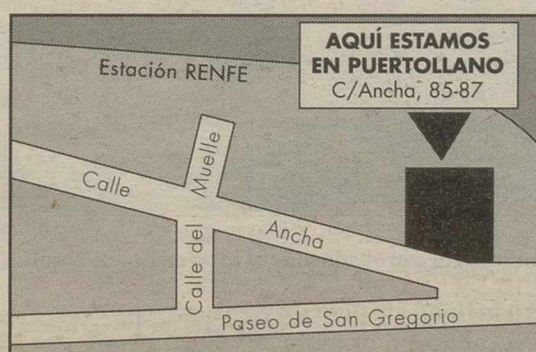 AQUÍ ESTAMOS
EN PUERTOLLANO
C/Ancha, 85-87
Estación RENFE
Calle Ancha
Calle del Muelle
Paseo de San Gregorio